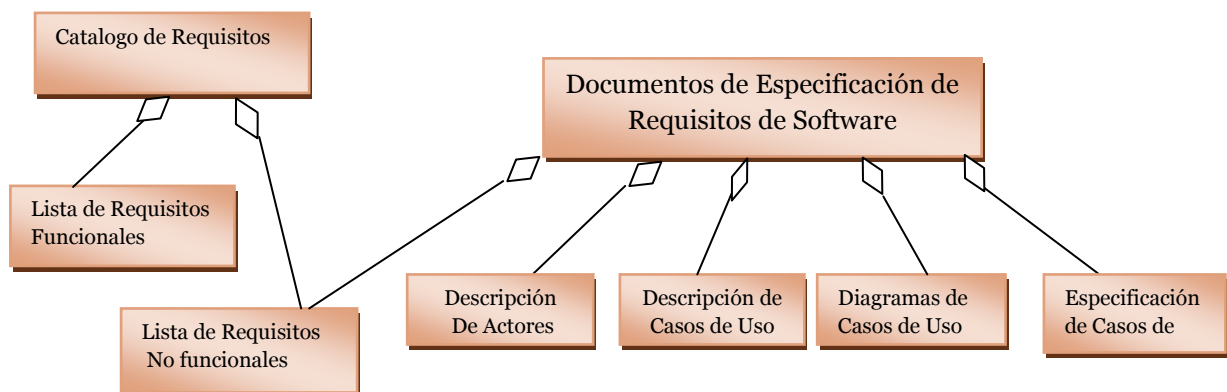 Catalogo de Requisitos
Documentos de Especificación de
Requisitos de Software
Lista de Requisitos
Funcionales
Lista de Requisitos
No funcionales
Descripción
De Actores
Descripción de
Casos de Uso
Diagramas de
Casos de Uso
Especificación
de Casos de